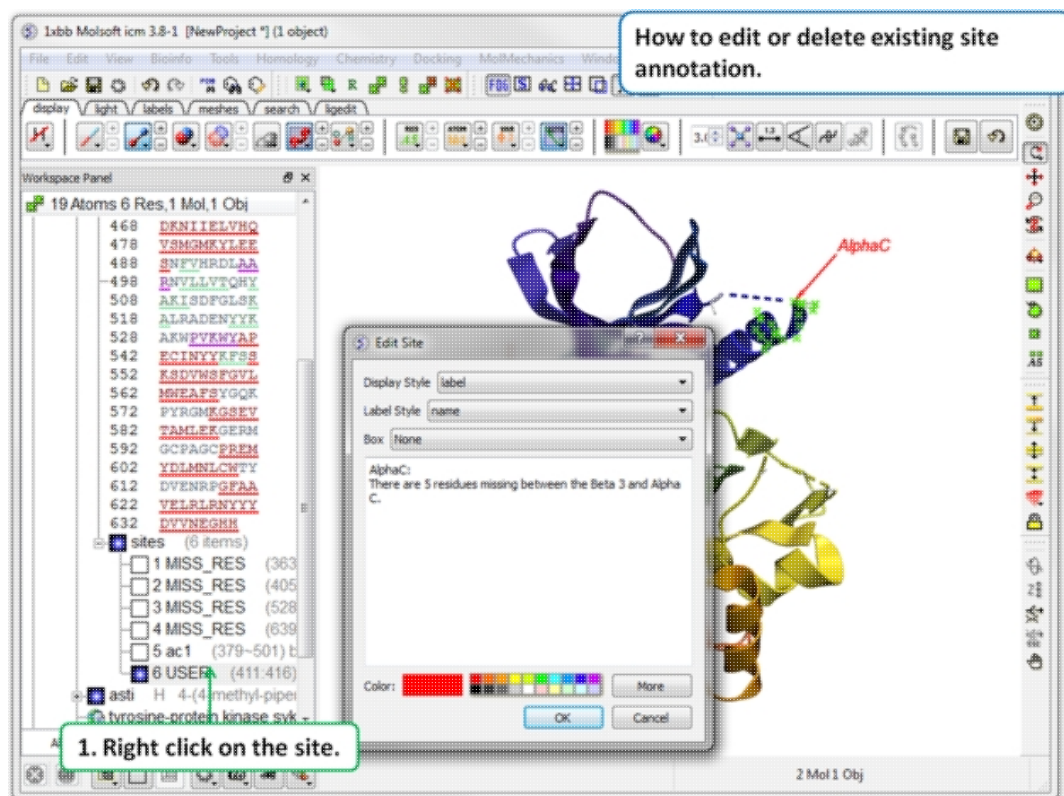 1xbb Molsoft icm 3.8-1 [NewProject *] (1 object)
How to edit or delete existing site
annotation.
File Edit View Bioinfo Tools Homology Chemistry Docking MolMechanics
display light labels meshes search ligedit
Workspace Panel
19 Atoms 6 Res,1 Mol,1 Obj
468 DKNIIELVHQ
478 VSMGMKYLEE
488 SNFVHRDLAA
498 RNVLLVTQHY
508 AKISDFGLSK
518 ALRADENYYK
528 AKWPVKWYAP
542 ECINYYKFSS
552 KSDVWSFGVL
562 MWEAFSYGQK
572 PYRGMKGSEV
582 TAMLEKGERM
592 GCPAGCPREM
602 YDLMNLCWTY
612 DVENRPGFAA
622 VELRLRNYYY
632 DVVNEGHH
sites (6 items)
1 MISS_RES (363
2 MISS_RES (405
3 MISS_RES (528
4 MISS_RES (639
5 ac1 (379~501) b
6 USER (411:416)
asti H 4-(4-methyl-piper
tyrosine-protein kinase syk
1. Right click on the site.
AlphaC
Edit Site
Display Style label
Label Style name
Box None
AlphaC:
There are 5 residues missing between the Beta 3 and Alpha
C.
Color: More
OK Cancel
2 Mol 1 Obj